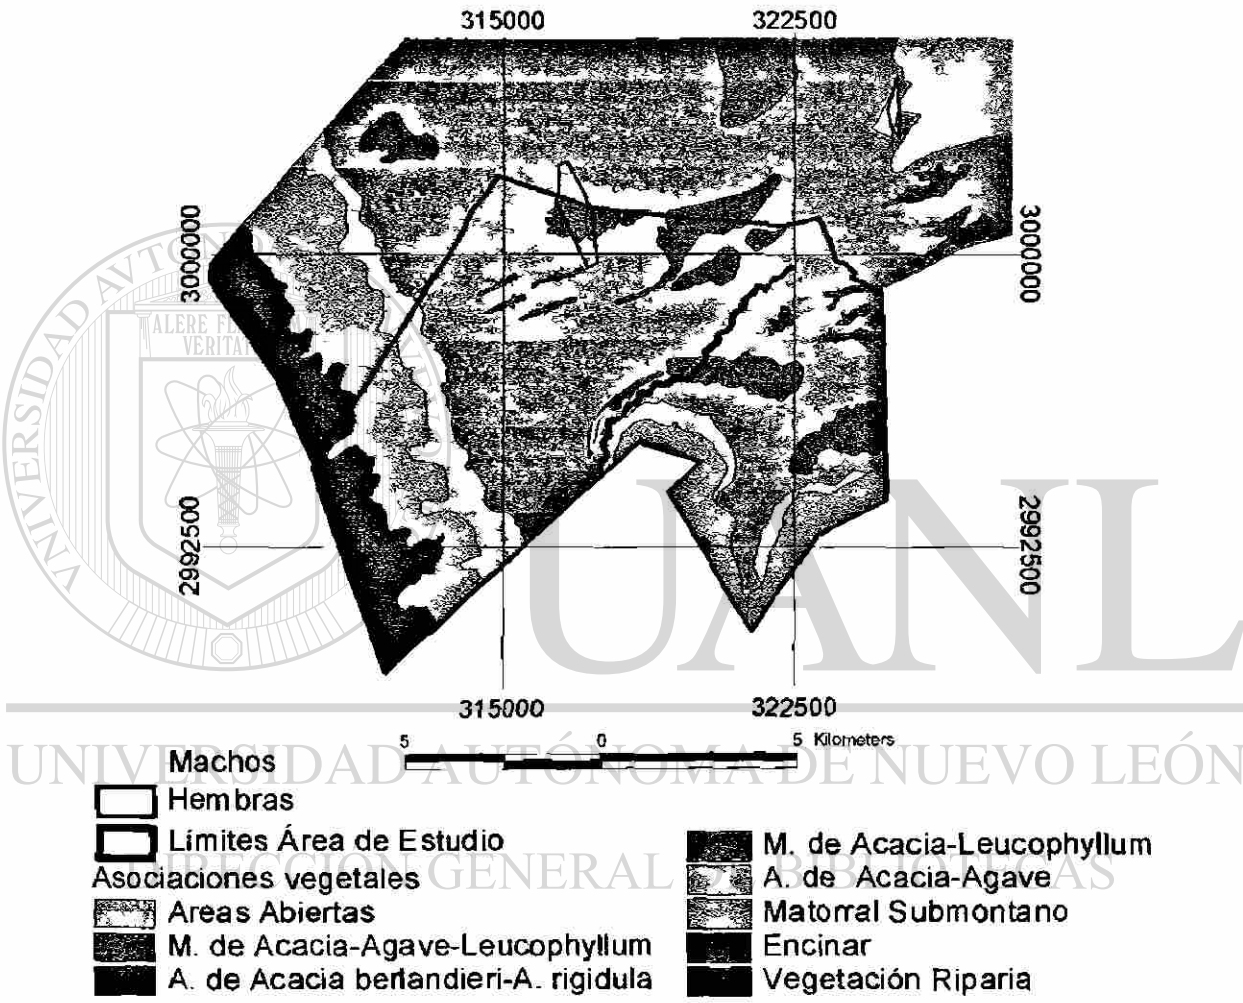 315000 322500
3000000 3000000
2992500 2992500
315000 322500
UNIVERSIDAD AUTÓNOMA
ALERE FLAMMAM
VERITATIS
UANL
5 0 5 Kilometers
UNIVERSIDAD AUTÓNOMA DE NUEVO LEÓN
DIRECCIÓN GENERAL DE BIBLIOTECAS
Machos
Hembras
Límites Área de Estudio
Asociaciones vegetales
Areas Abiertas
M. de Acacia-Agave-Leucophyllum
A. de Acacia berlandieri-A. rigidula
M. de Acacia-Leucophyllum
A. de Acacia-Agave
Matorral Submontano
Encinar
Vegetación Riparia